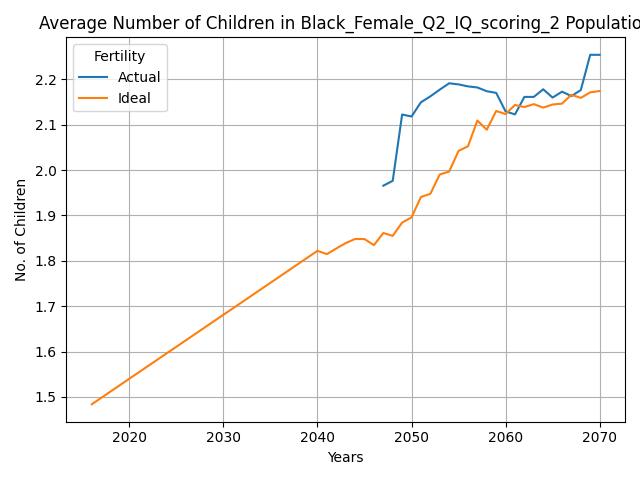 Average Number of Children in Black_Female_Q2_IQ_scoring_2 Populatio
Fertility
Actual
Ideal
No. of Children
2.2
2.1
2.0
1.9
1.8
1.7
1.6
1.5
2020 2030 2040 2050 2060 2070
Years